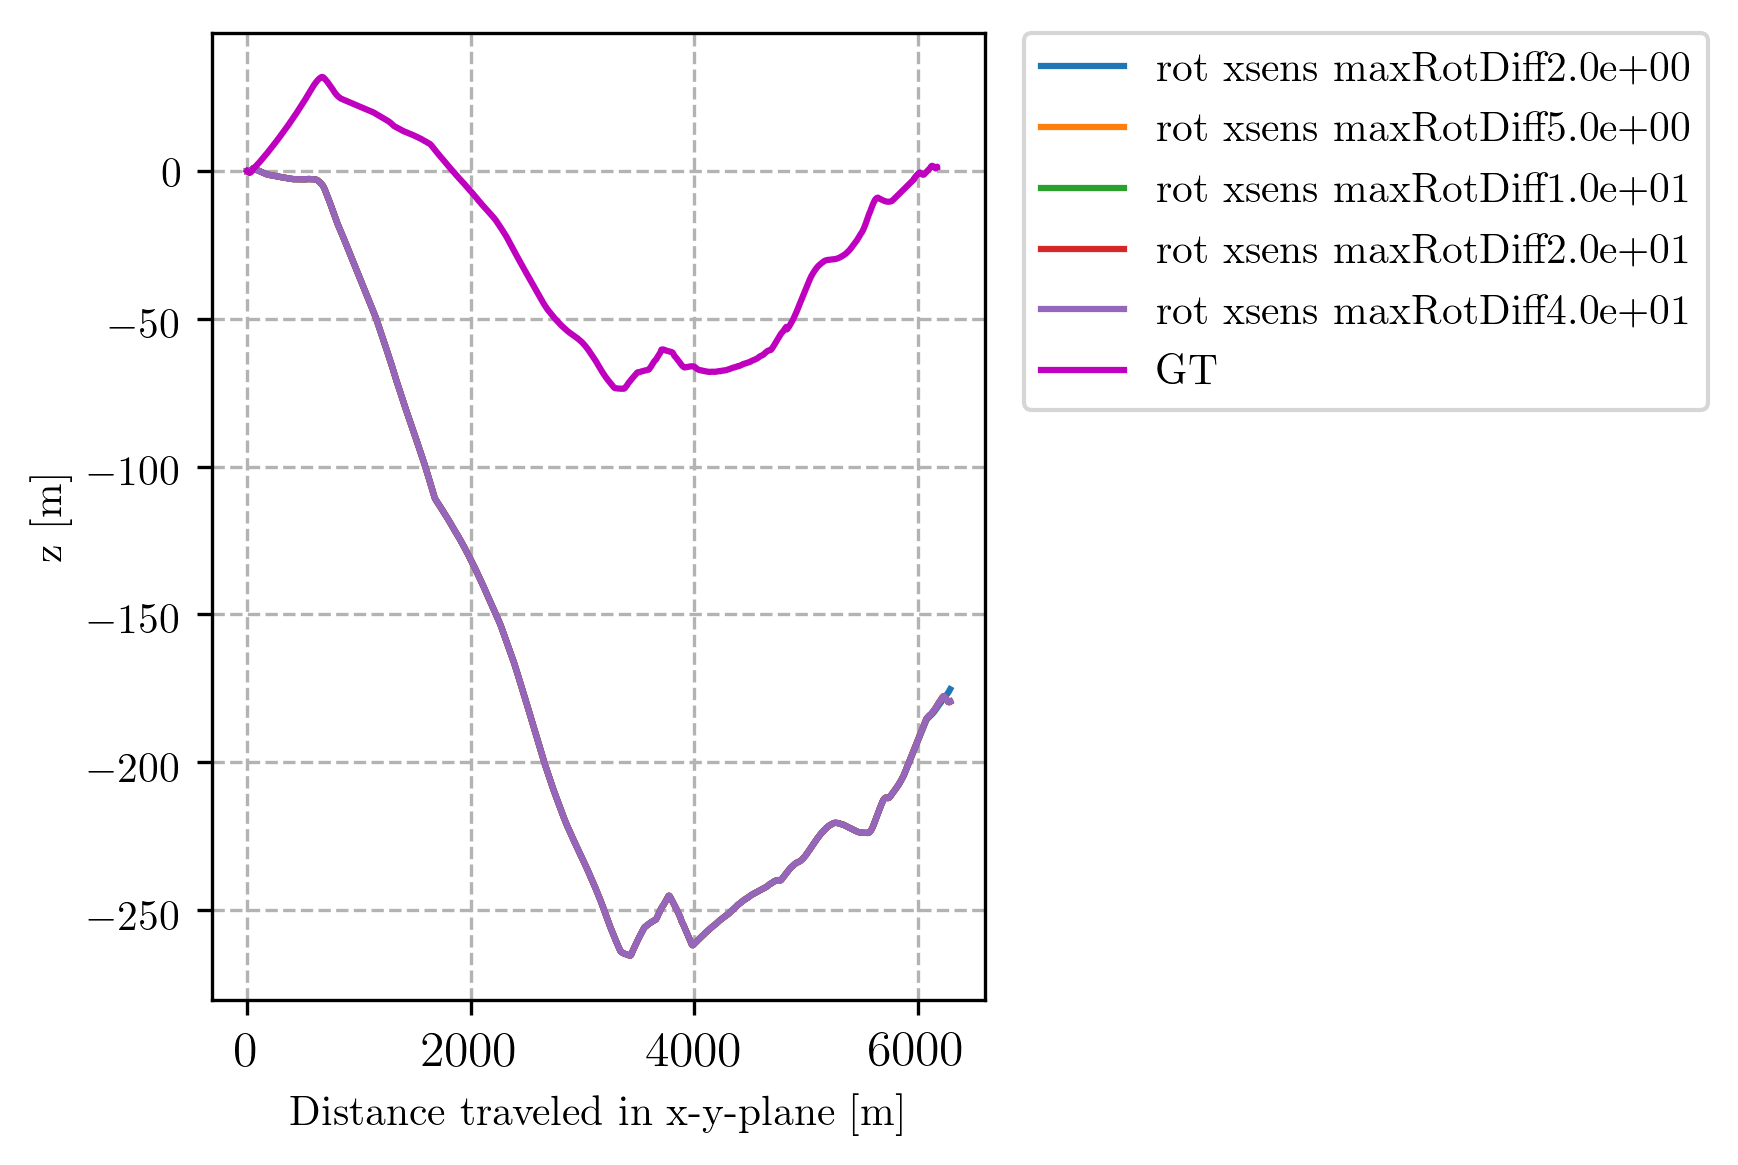 rot xsens maxRotDiff2.0e+00
rot xsens maxRotDiff5.0e+00
rot xsens maxRotDiff1.0e+01
rot xsens maxRotDiff2.0e+01
rot xsens maxRotDiff4.0e+01
GT
z [m]
0
−50
−100
−150
−200
−250
0 2000 4000 6000
Distance traveled in x-y-plane [m]